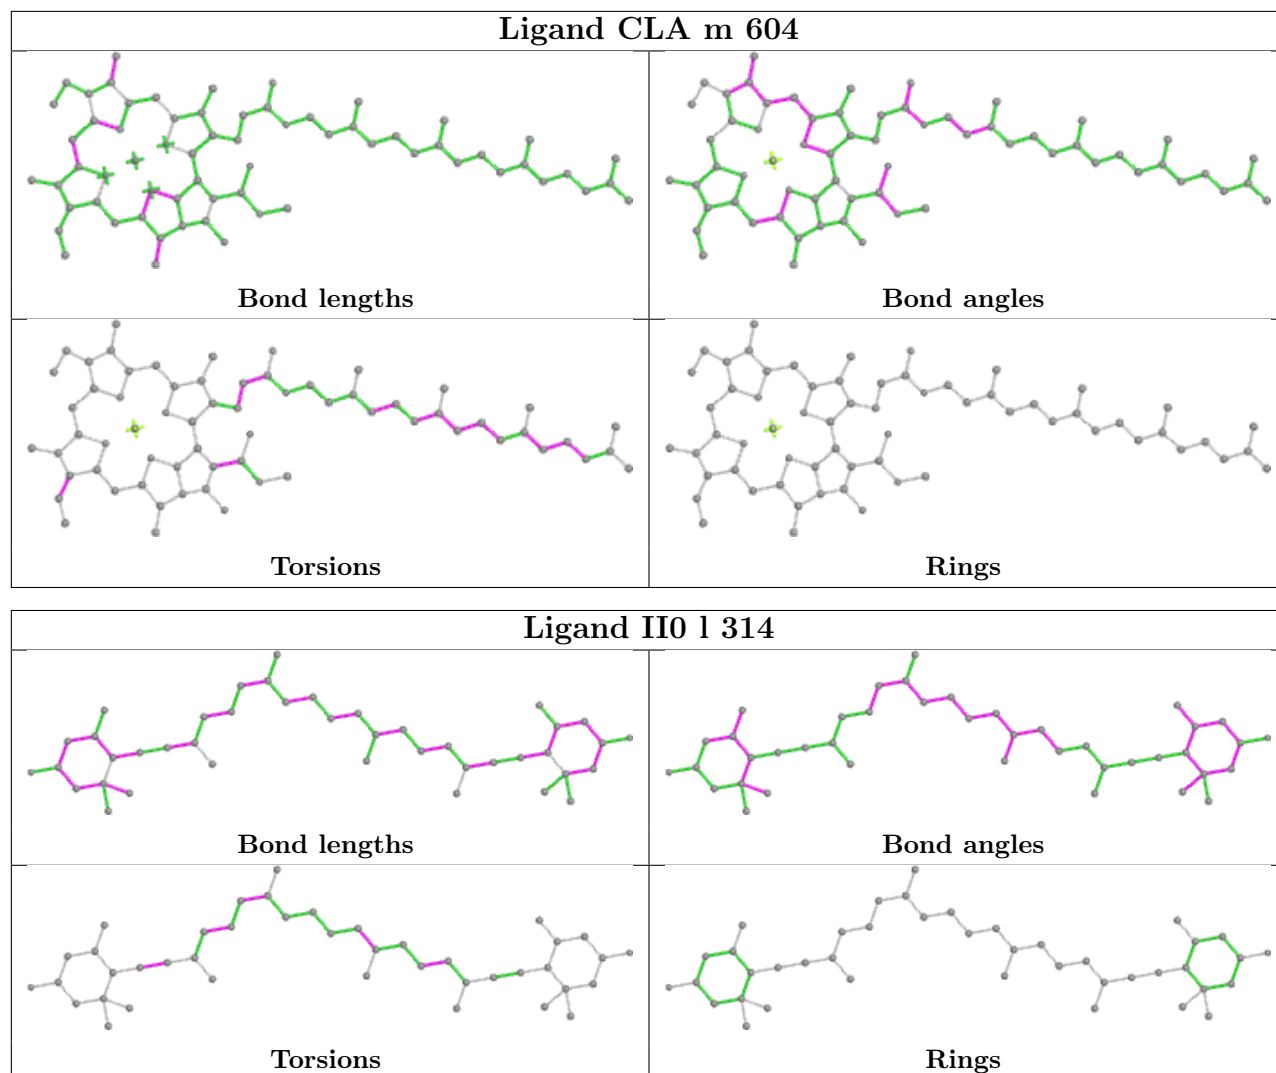 Ligand CLA m 604
Bond lengths
Bond angles
Torsions
Rings
Ligand II0 l 314
Bond lengths
Bond angles
Torsions
Rings